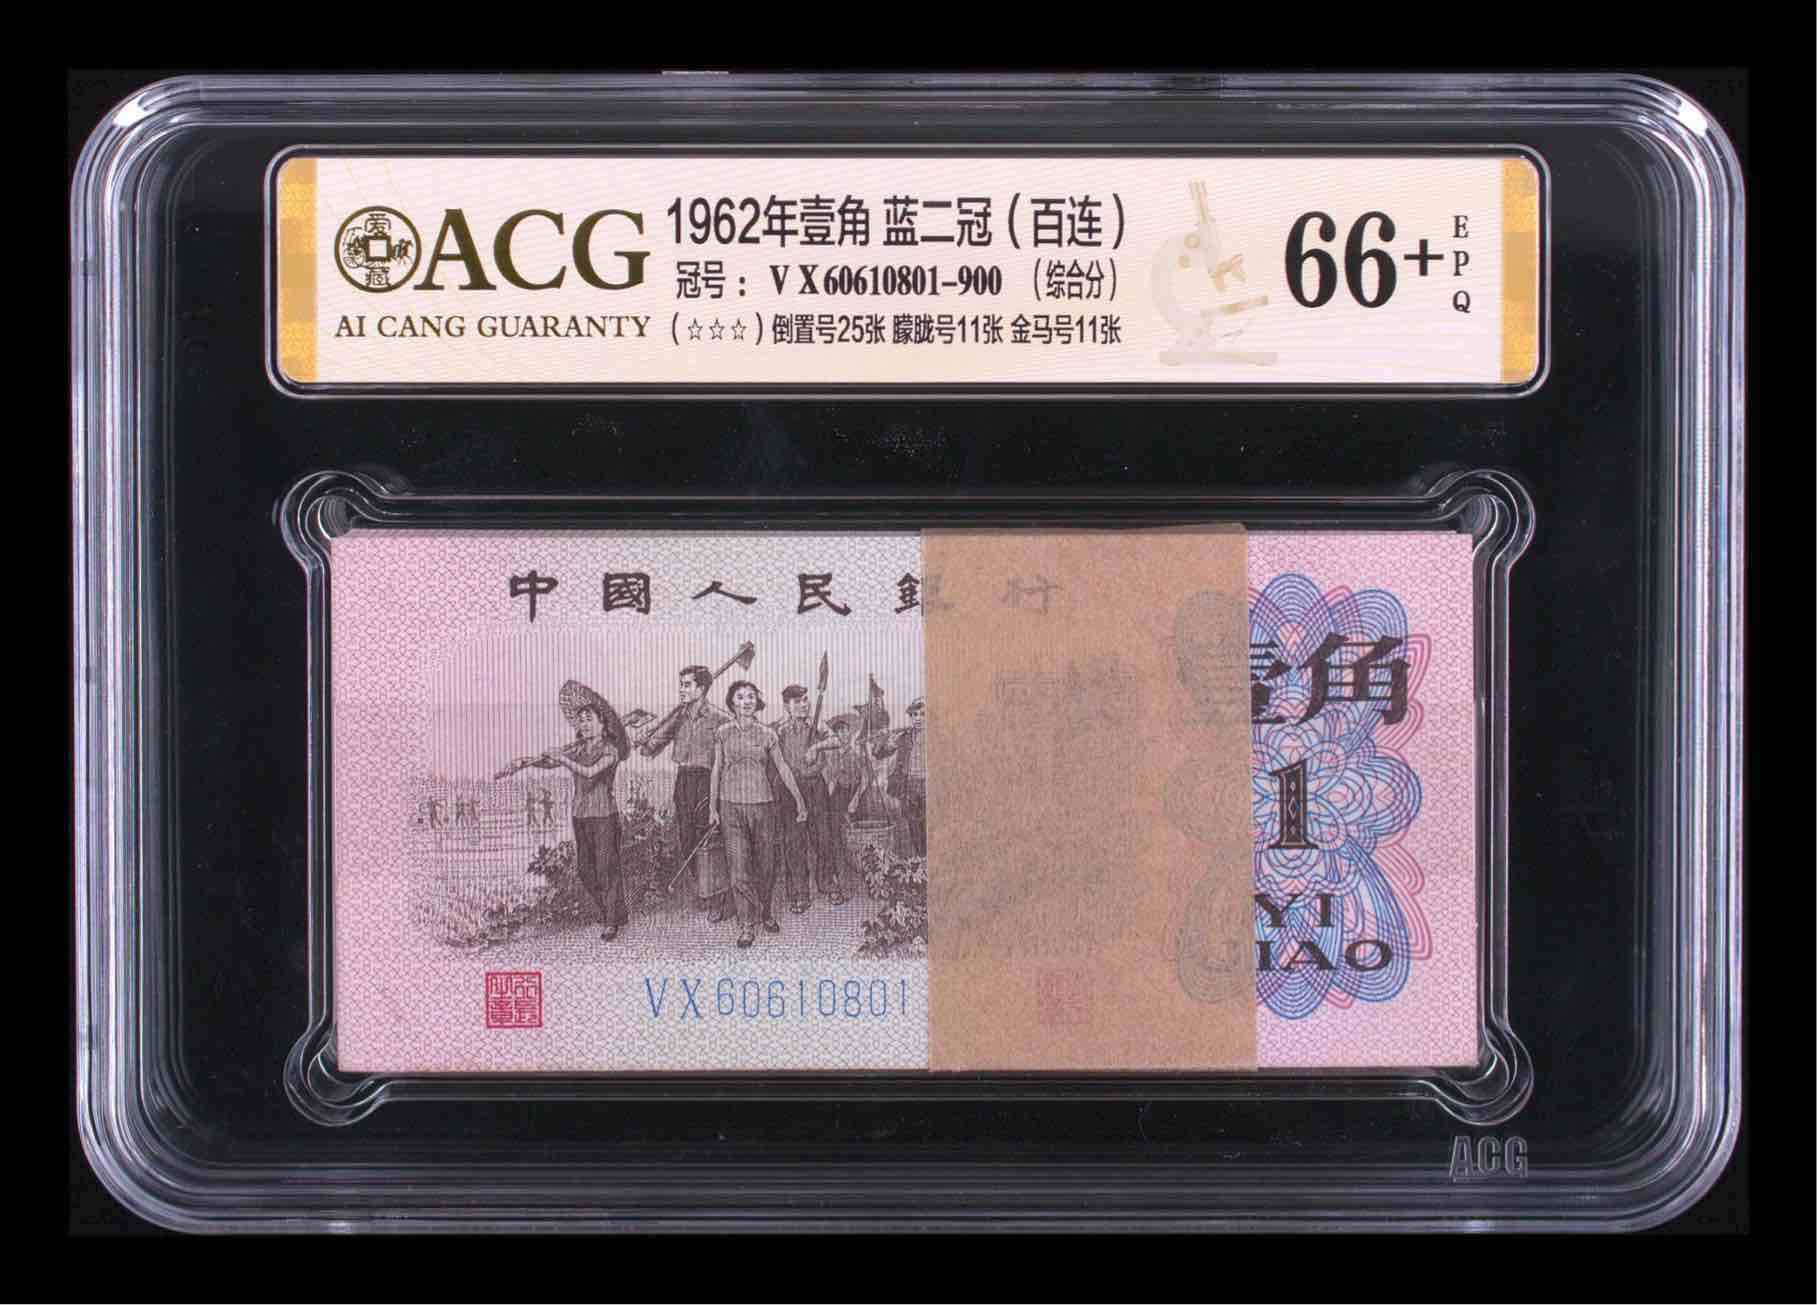 ACG
AI CANG GUARANTY
1962年壹角 蓝二冠（百连）
冠号：VX60610801-900（综合分）
（☆☆☆）倒置号25张 朦胧号11张 金马号11张
66+
EPQ
中國人民銀行
壹角
1
YI
JIAO
VX60610801
ACG